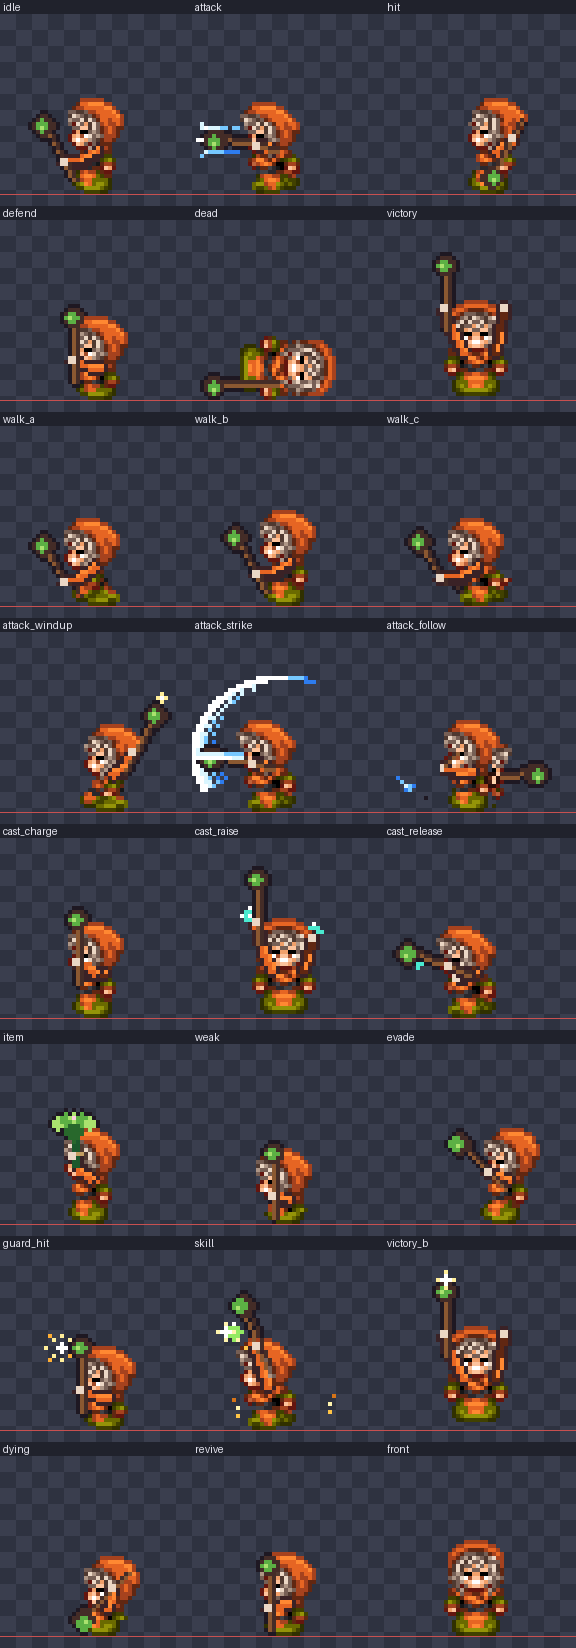 idle attack hit
defend dead victory
walk_a walk_b walk_c
attack_windup attack_strike attack_follow
cast_charge cast_raise cast_release
item weak evade
guard_hit skill victory_b
dying revive front